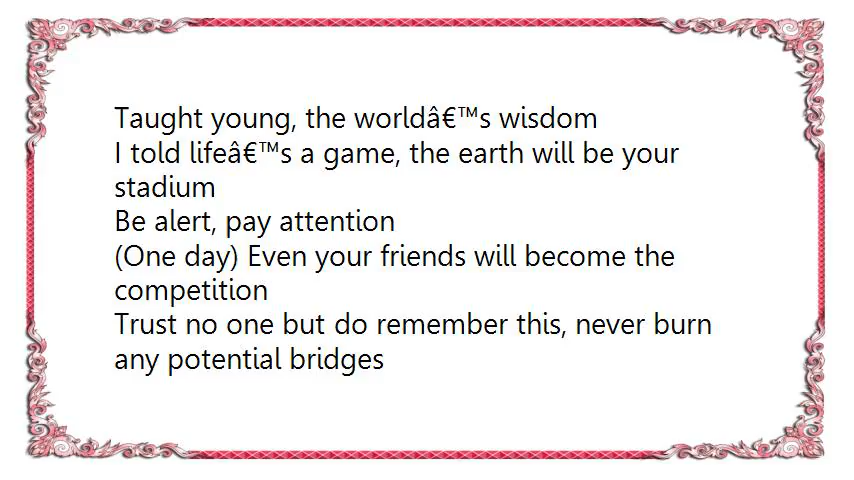 Taught young, the worldâ€™s wisdom
I told lifeâ€™s a game, the earth will be your
stadium
Be alert, pay attention
(One day) Even your friends will become the
competition
Trust no one but do remember this, never burn
any potential bridges